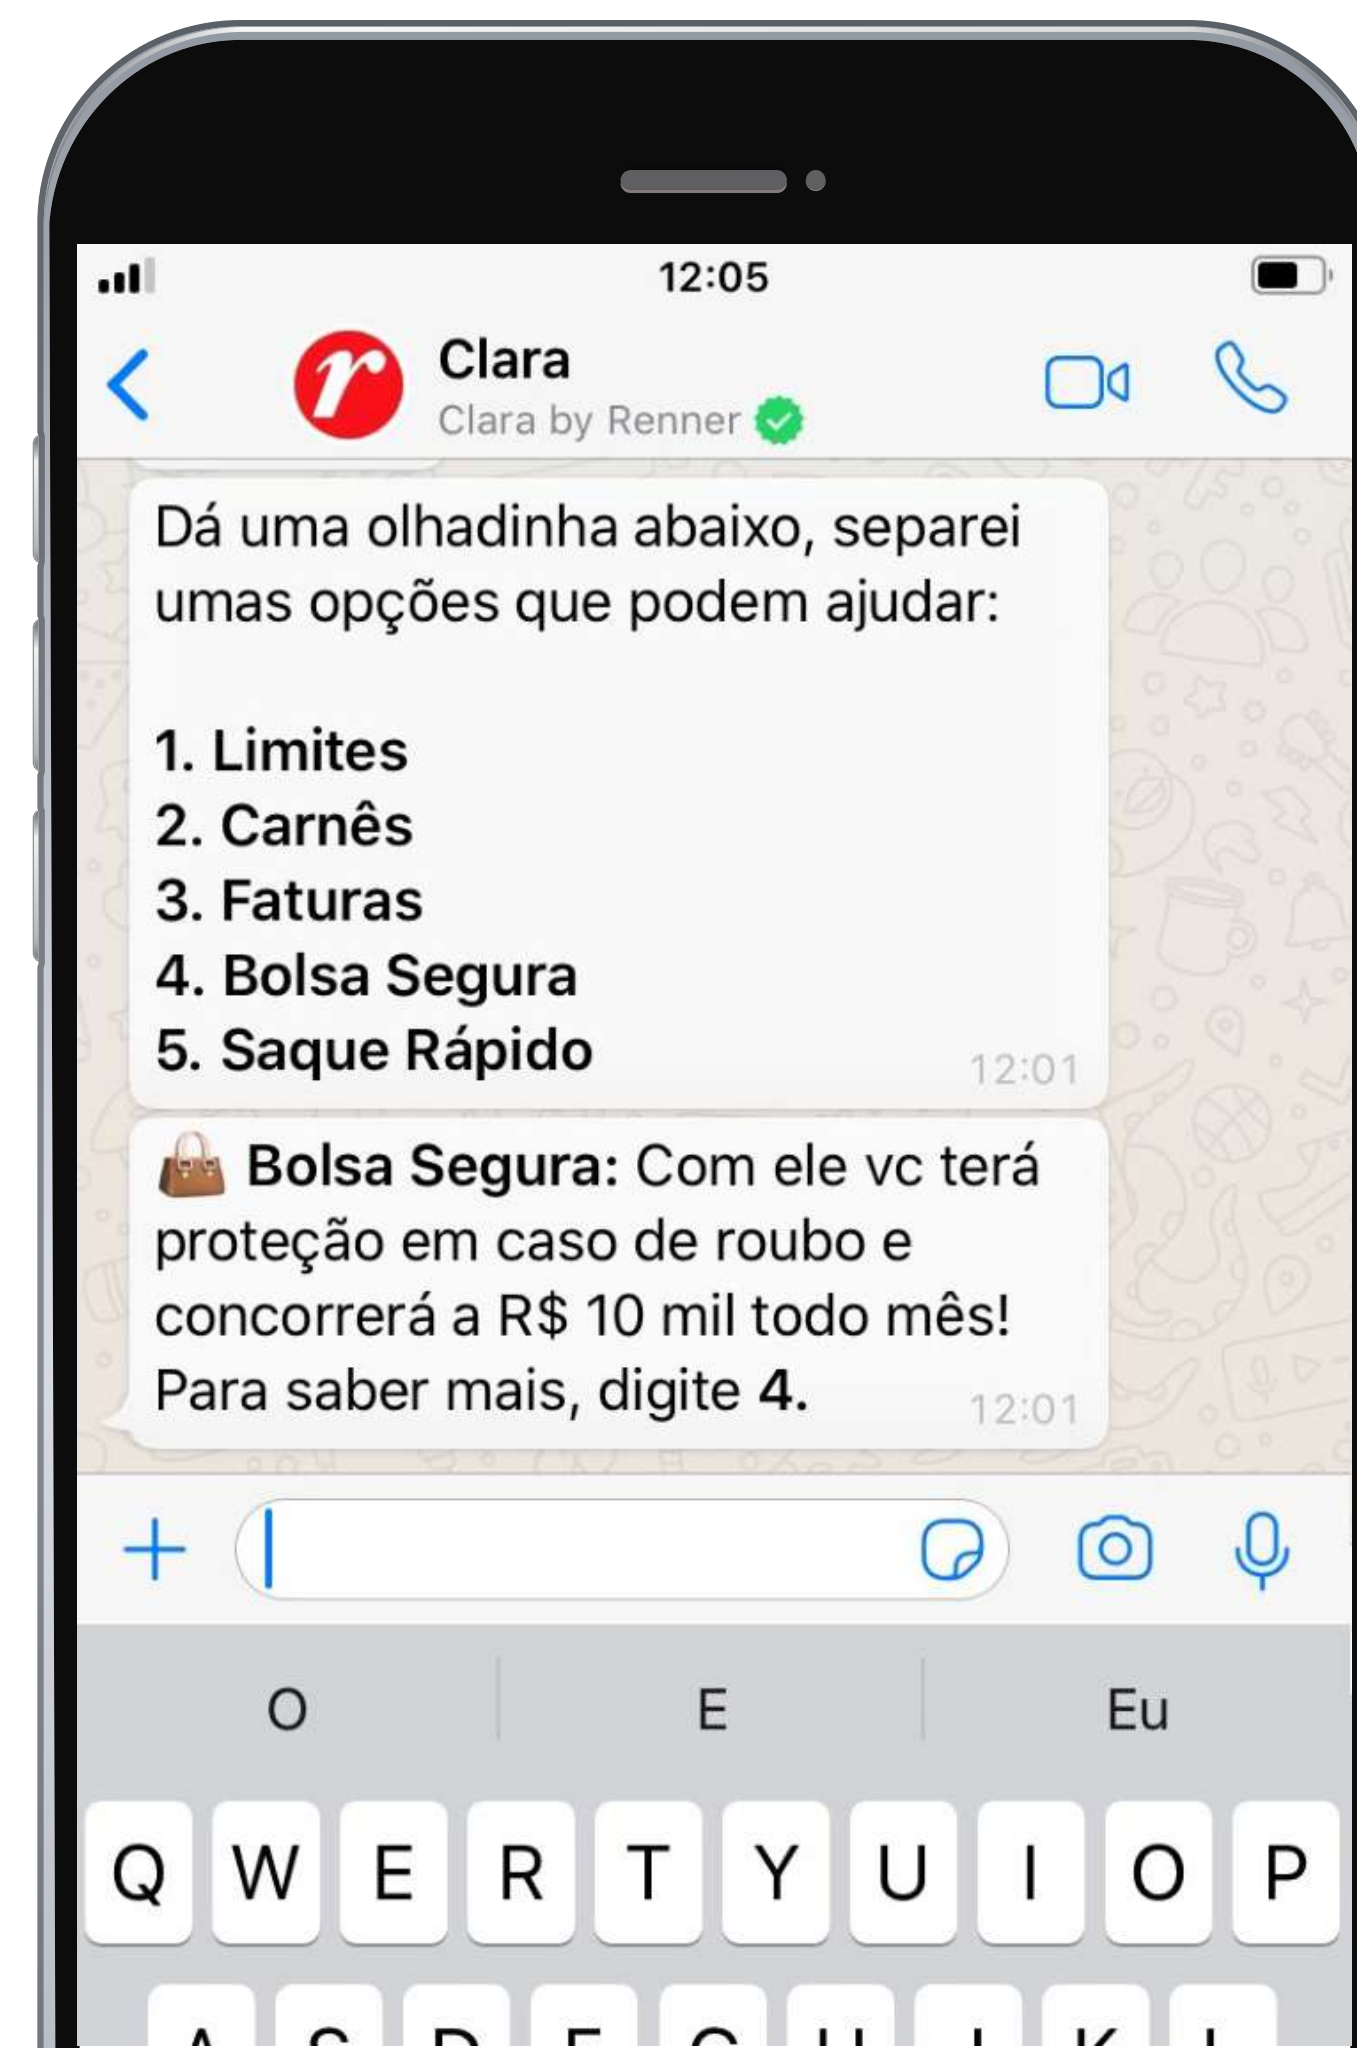 12:05
r
Clara
Clara by Renner
Dá uma olhadinha abaixo, separei
umas opções que podem ajudar:
1. Limites
2. Carnês
3. Faturas
4. Bolsa Segura
5. Saque Rápido
12:01
👜 Bolsa Segura: Com ele vc terá
proteção em caso de roubo e
concorrerá a R$ 10 mil todo mês!
Para saber mais, digite 4.
12:01
O E Eu
Q W E R T Y U I O P
A S D F G H J K L